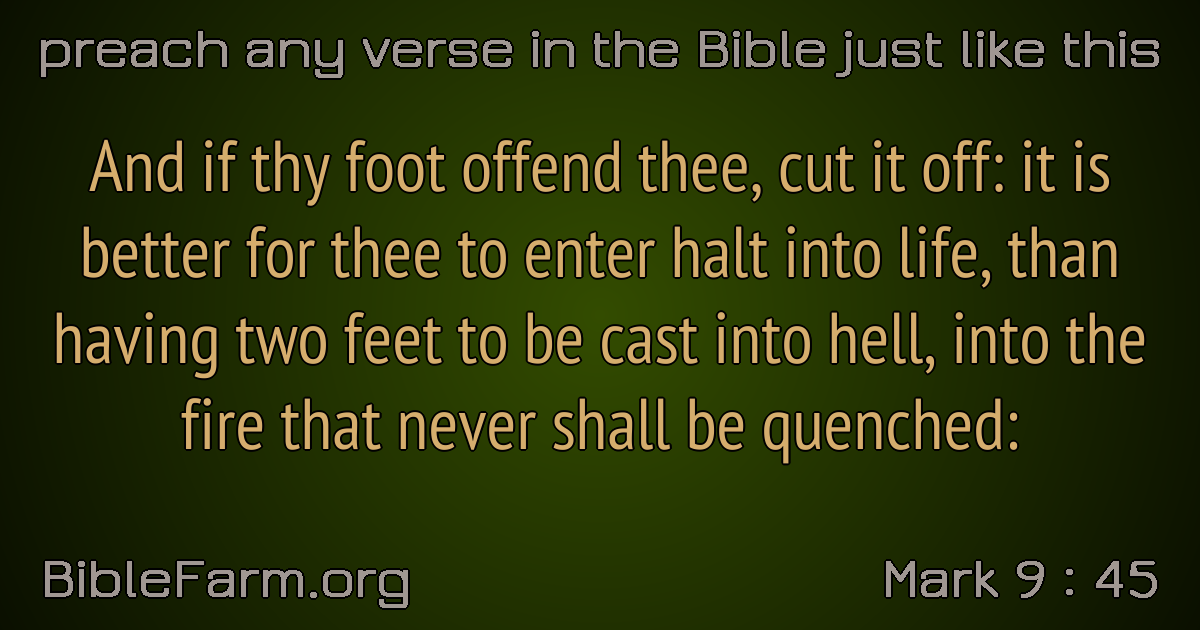 preach any verse in the Bible just like this
And if thy foot offend thee, cut it off: it is
better for thee to enter halt into life, than
having two feet to be cast into hell, into the
fire that never shall be quenched:
BibleFarm.org
Mark 9 : 45